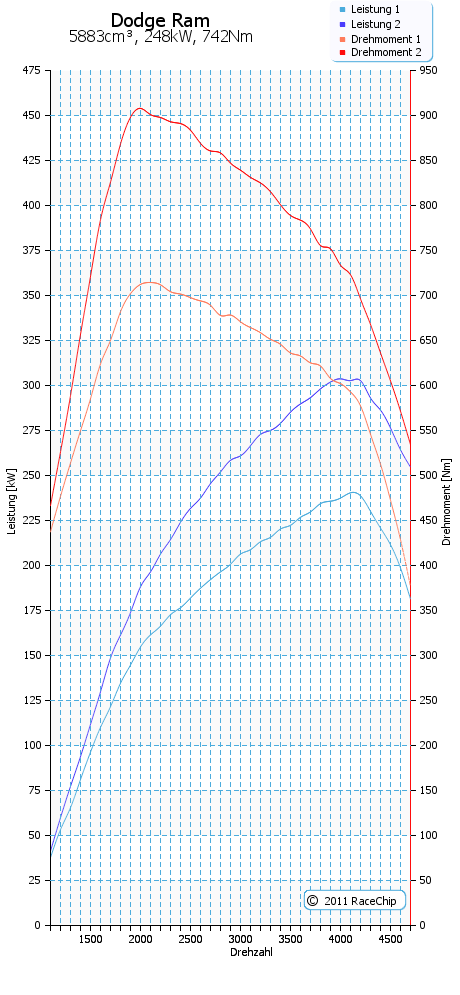 Dodge Ram
5883cm³, 248kW, 742Nm
Leistung 1
Leistung 2
Drehmoment 1
Drehmoment 2
475 950
450 900
425 850
400 800
375 750
350 700
325 650
300 600
275 550
250 500
225 450
200 400
175 350
150 300
125 250
100 200
75 150
50 100
25 50
0 0
Leistung [kW]
Drehmoment [Nm]
© 2011 RaceChip
1500 2000 2500 3000 3500 4000 4500
Drehzahl